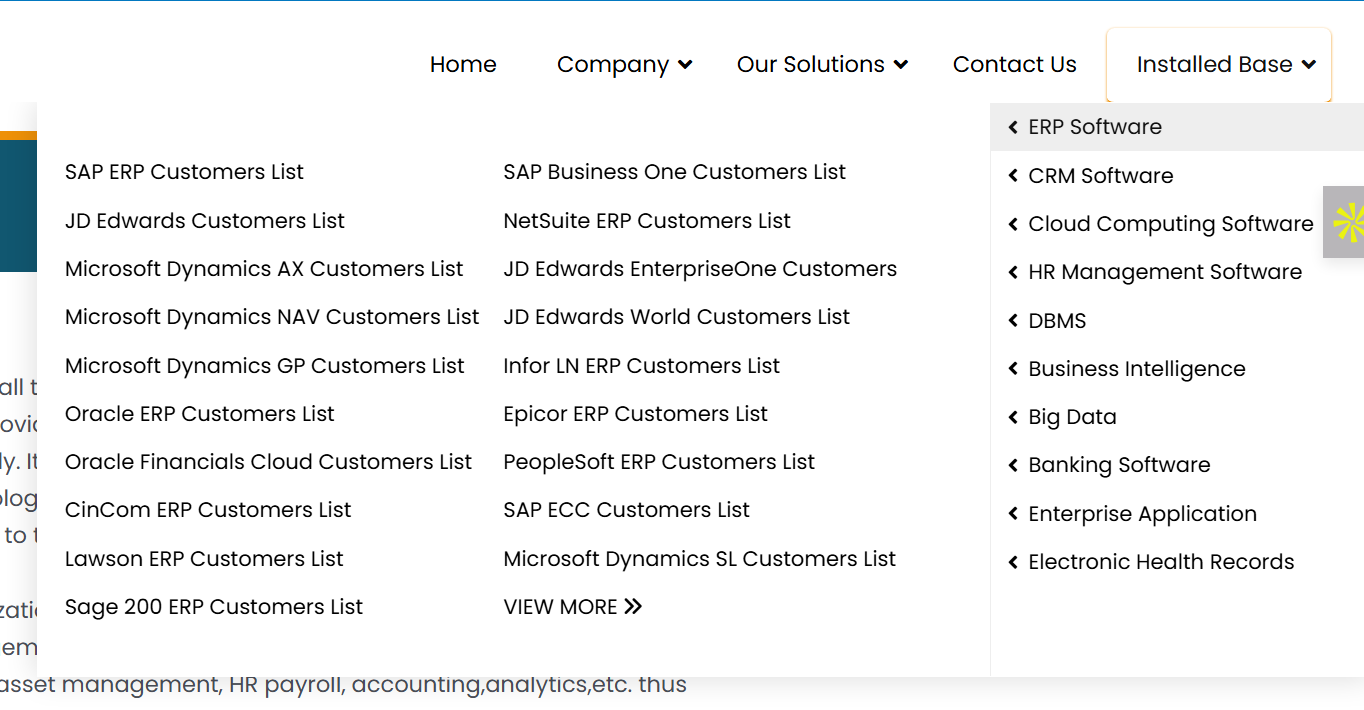 Home
Company
Our Solutions
Contact Us
Installed Base
SAP ERP Customers List
JD Edwards Customers List
Microsoft Dynamics AX Customers List
Microsoft Dynamics NAV Customers List
Microsoft Dynamics GP Customers List
Oracle ERP Customers List
Oracle Financials Cloud Customers List
CinCom ERP Customers List
Lawson ERP Customers List
Sage 200 ERP Customers List
SAP Business One Customers List
NetSuite ERP Customers List
JD Edwards EnterpriseOne Customers
JD Edwards World Customers List
Infor LN ERP Customers List
Epicor ERP Customers List
PeopleSoft ERP Customers List
SAP ECC Customers List
Microsoft Dynamics SL Customers List
VIEW MORE
ERP Software
CRM Software
Cloud Computing Software
HR Management Software
DBMS
Business Intelligence
Big Data
Banking Software
Enterprise Application
Electronic Health Records
all
to
asset management, HR payroll, accounting,analytics,etc. thus